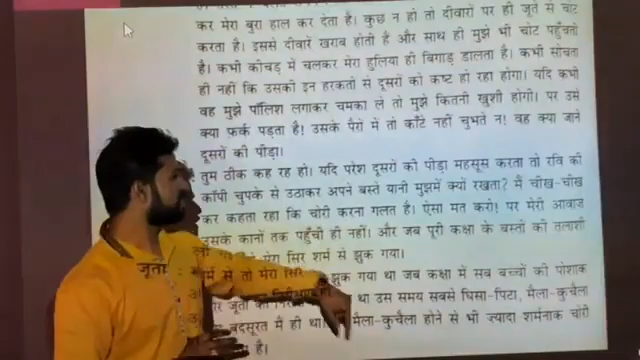 कर मेरा बुरा हाल कर देता है। कुछ न हो तो दीवारों पर ही जूते से चोट
करता है। इससे दीवारें खराब होती है और साथ ही मुझे भी चोट पहुँचती
है। कभी कीचड़ में चलकर मेरा हुलिया ही बिगाड़ डालता है। कभी सोचता
ही नहीं कि उसकी इन हरकतों से दूसरों को कष्ट हो रहा होगा। यदि कभी
वह मुझे पॉलिश लगाकर चमका ले तो मुझे कितनी खुशी होगी। पर उसे
क्या फ़र्क पड़ता है! उसके पैरों में तो काँटे नहीं चुभते न! वह क्या जाने
दूसरों की पीड़ा।
तुम ठीक कह रह हो। यदि परेश दूसरों की पीड़ा महसूस करता तो रवि की
कॉपी चुपके से उठाकर अपने बस्ते यानी मुझमें क्यों रखता? मैं चीख-चीख
कर कहता रहा कि चोरी करना गलत है। ऐसा मत करो! पर मेरी आवाज़
उसके कानों तक पहुँची ही नहीं। और जब पूरी कक्षा के बस्तों की तलाशी
मेरा सिर शर्म से झुक गया।
जूता : शर्म से तो मेरा सिर झुक गया था जब कक्षा में सब बच्चों की पोशाक
और जूतों का था उस समय सबसे घिसा-पिटा, मैला-कुचैला
बदसूरत मैं ही था। मैला-कुचैला होने से भी ज़्यादा शर्मनाक चोरी
है।